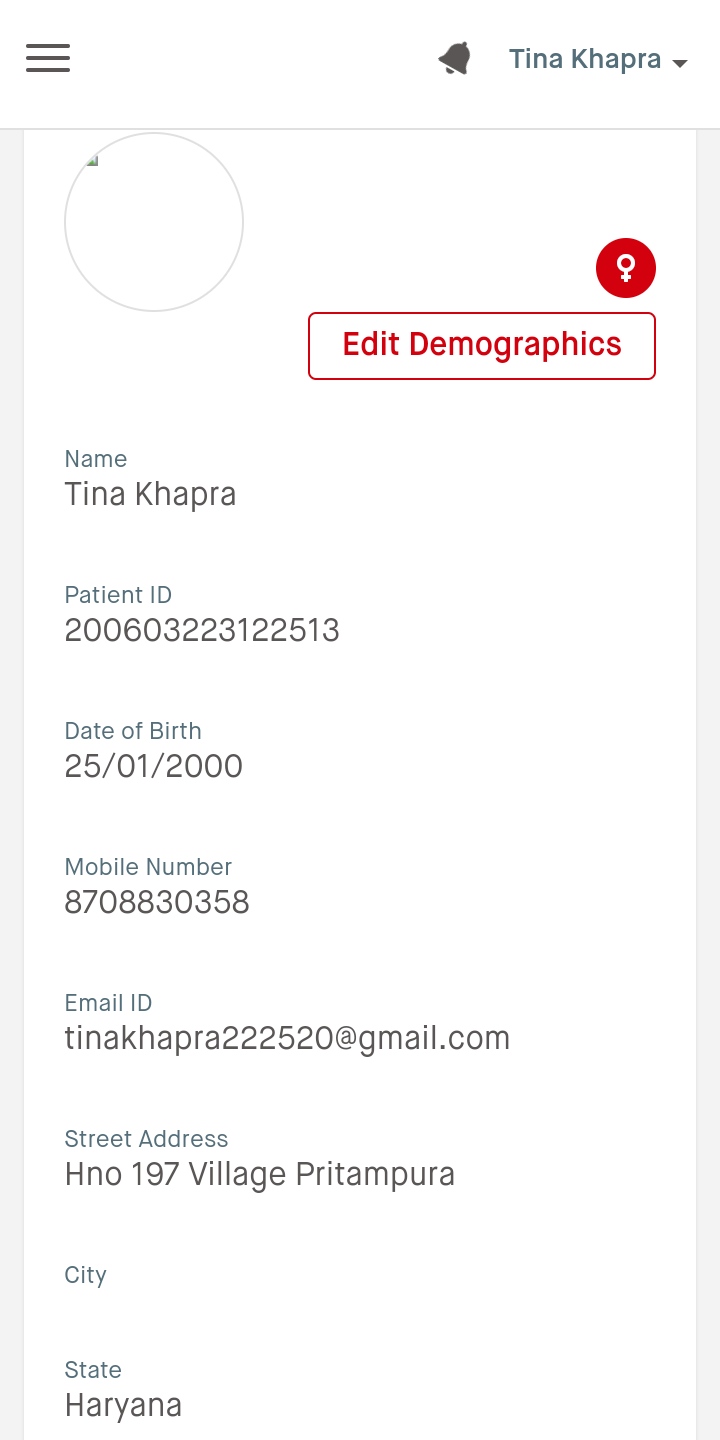 Tina Khapra
Edit Demographics
Name
Tina Khapra
Patient ID
200603223122513
Date of Birth
25/01/2000
Mobile Number
8708830358
Email ID
tinakhapra222520@gmail.com
Street Address
Hno 197 Village Pritampura
City
State
Haryana